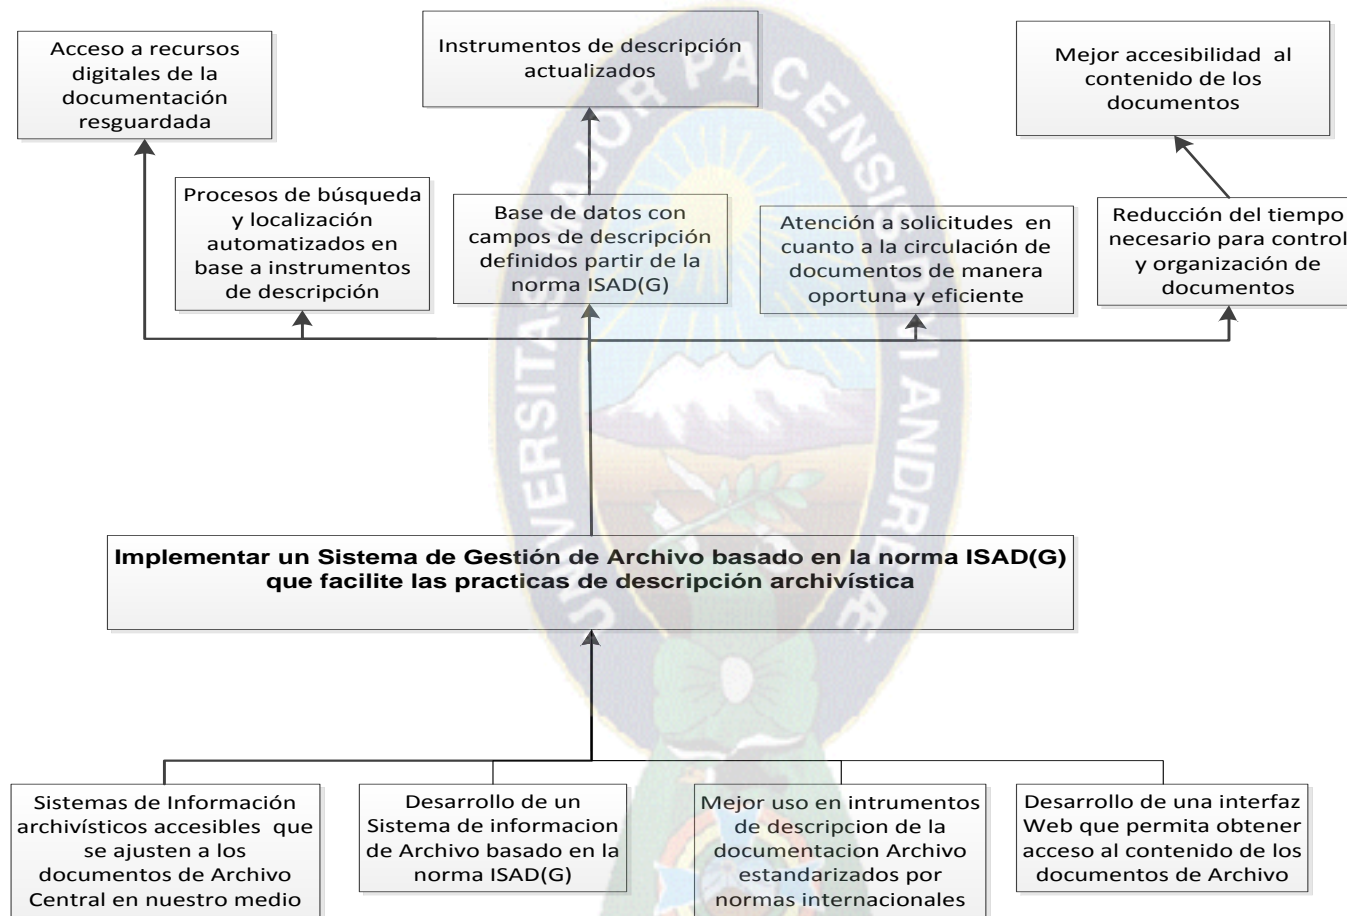 Acceso a recursos
digitales de la
documentación
resguardada
Instrumentos de descripción
actualizados
Mejor accesibilidad al
contenido de los
documentos
Procesos de búsqueda
y localización
automatizados en
base a instrumentos
de descripción
Base de datos con
campos de descripción
definidos partir de la
norma ISAD(G)
Atención a solicitudes en
cuanto a la circulación de
documentos de manera
oportuna y eficiente
Reducción del tiempo
necesario para control
y organización de
documentos
UNIVERSITAS MAJOR PACENSIS DIVI ANDREÆ
Implementar un Sistema de Gestión de Archivo basado en la norma ISAD(G)
que facilite las practicas de descripción archivística
Sistemas de Información
archivísticos accesibles que
se ajusten a los
documentos de Archivo
Central en nuestro medio
Desarrollo de un
Sistema de informacion
de Archivo basado en la
norma ISAD(G)
Mejor uso en intrumentos
de descripcion de la
documentacion Archivo
estandarizados por
normas internacionales
Desarrollo de una interfaz
Web que permita obtener
acceso al contenido de los
documentos de Archivo